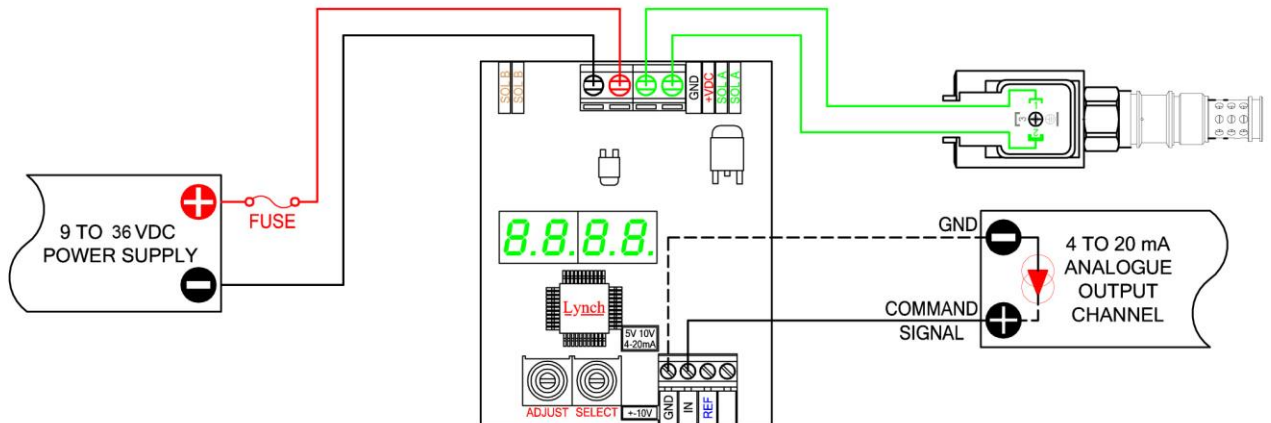 SOL B
SOL B
GND
+VDC
SOL A
SOL A
9 TO 36 VDC
POWER SUPPLY
FUSE
8.8.8.8.
Lynch
5V 10V
4-20mA
ADJUST
SELECT
+-10V
GND
IN
REF
GND
COMMAND
SIGNAL
4 TO 20 mA
ANALOGUE
OUTPUT
CHANNEL